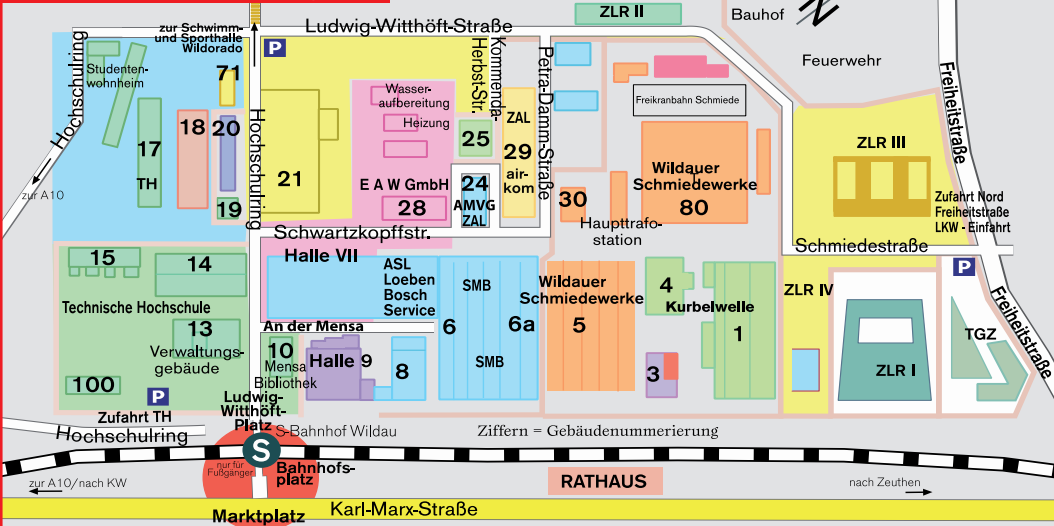 Ludwig-Witthöft-Straße
ZLR II
Bauhof
N
Feuerwehr
zur Schwimm-
und Sporthalle
Wildorado
P
Hochschulring
Studenten-
wohnheim
71
17
TH
18
20
19
zur A10
Hochschulring
21
Wasser-
aufbereitung
Heizung
E A W GmbH
28
Kommenda-
Herbst-Str.
25
24
AMVG
ZAL
ZAL
29
air-
kom
Petra-Damm-Straße
30
Haupttrafo-
station
Freikranbahn Schmiede
Wildauer
Schmiedewerke
80
Freiheitstraße
ZLR III
Zufahrt Nord
Freiheitstraße
LKW - Einfahrt
Schwartzkopffstr.
Schmiedestraße
P
Freiheitstraße
15
14
Technische Hochschule
13
Verwaltungs-
gebäude
100
P
Zufahrt TH
Hochschulring
Halle VII
ASL
Loeben
Bosch
Service
An der Mensa
10
Mensa
Bibliothek
Halle 9
8
6
SMB
6a
SMB
Wildauer
Schmiedewerke
5
4
Kurbelwelle
1
3
ZLR IV
ZLR I
TGZ
Ludwig-
Witthöft-
Platz
S
S-Bahnhof Wildau
Ziffern = Gebäudenummerierung
nur für
Fußgänger
Bahnhofs-
platz
RATHAUS
zur A10/nach KW
nach Zeuthen
Karl-Marx-Straße
Marktplatz